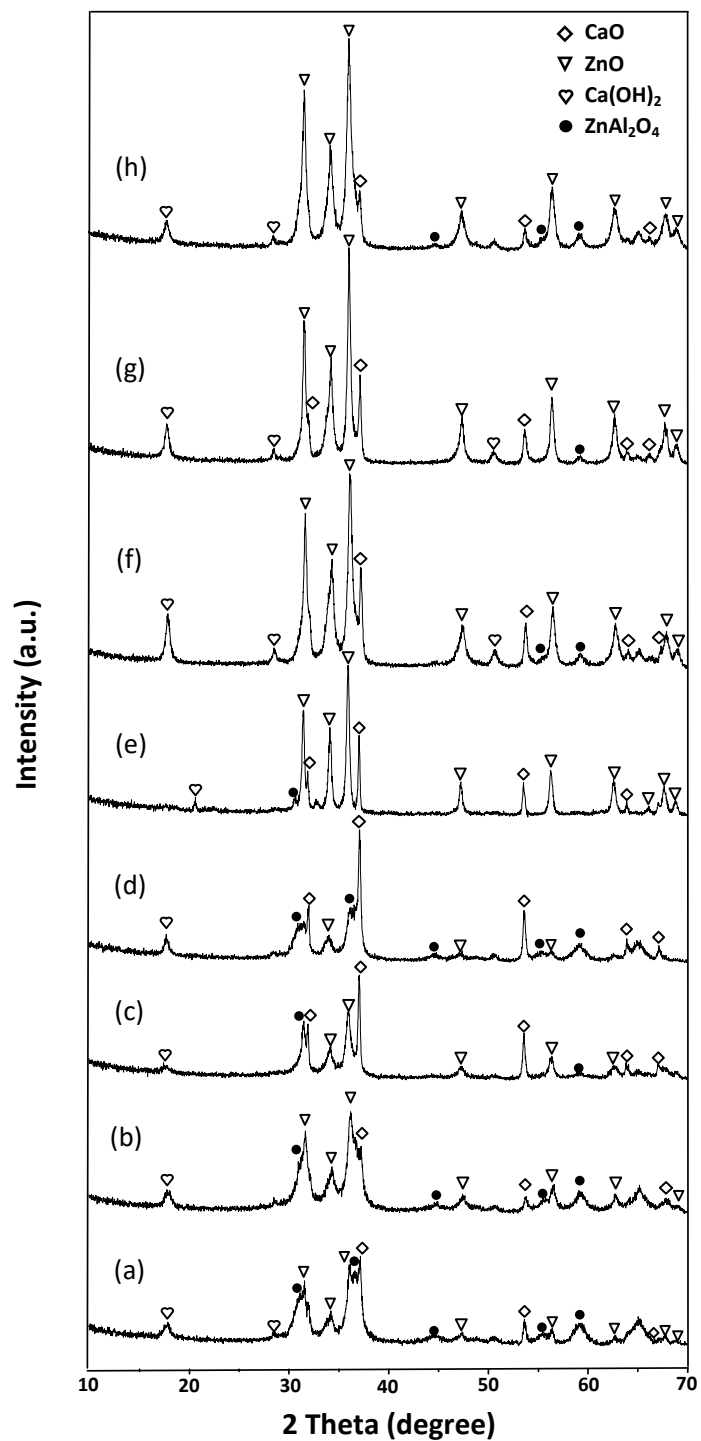 CaO
ZnO
Ca(OH)₂
ZnAl₂O₄
(h)
(g)
(f)
(e)
(d)
(c)
(b)
(a)
Intensity (a.u.)
10 20 30 40 50 60 70
2 Theta (degree)